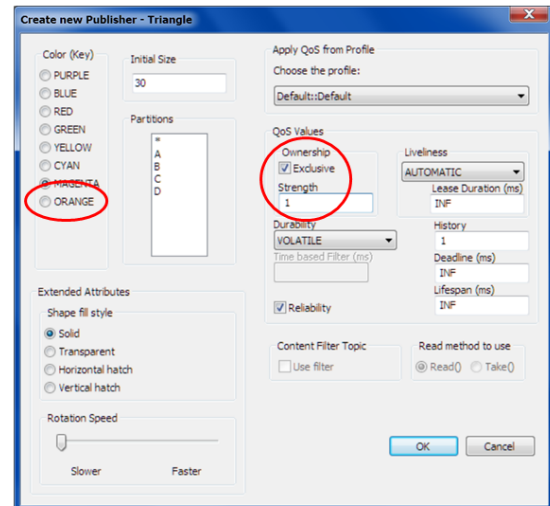 Create new Publisher - Triangle
Color (Key)
PURPLE
BLUE
RED
GREEN
YELLOW
CYAN
MAGENTA
ORANGE
Initial Size
30
Partitions
*
A
B
C
D
Extended Attributes
Shape fill style
Solid
Transparent
Horizontal hatch
Vertical hatch
Rotation Speed
Slower Faster
Apply QoS from Profile
Choose the profile:
Default::Default
QoS Values
Ownership
Exclusive
Strength
1
Liveliness
AUTOMATIC
Lease Duration (ms)
INF
Durability
VOLATILE
Time based Filter (ms)
Reliability
History
1
Deadline (ms)
INF
Lifespan (ms)
INF
Content Filter Topic
Use filter
Read method to use
Read() Take()
OK Cancel